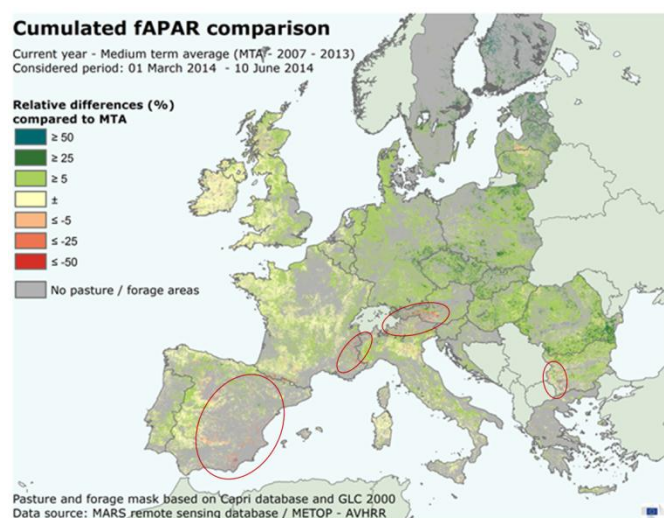 Cumulated fAPAR comparison
Current year - Medium term average (MTA - 2007 - 2013)
Considered period: 01 March 2014 - 10 June 2014
Relative differences (%)
compared to MTA
≥ 50
≥ 25
≥ 5
±
≤ -5
≤ -25
≤ -50
No pasture / forage areas
Pasture and forage mask based on Capri database and GLC 2000
Data source: MARS remote sensing database / METOP - AVHRR